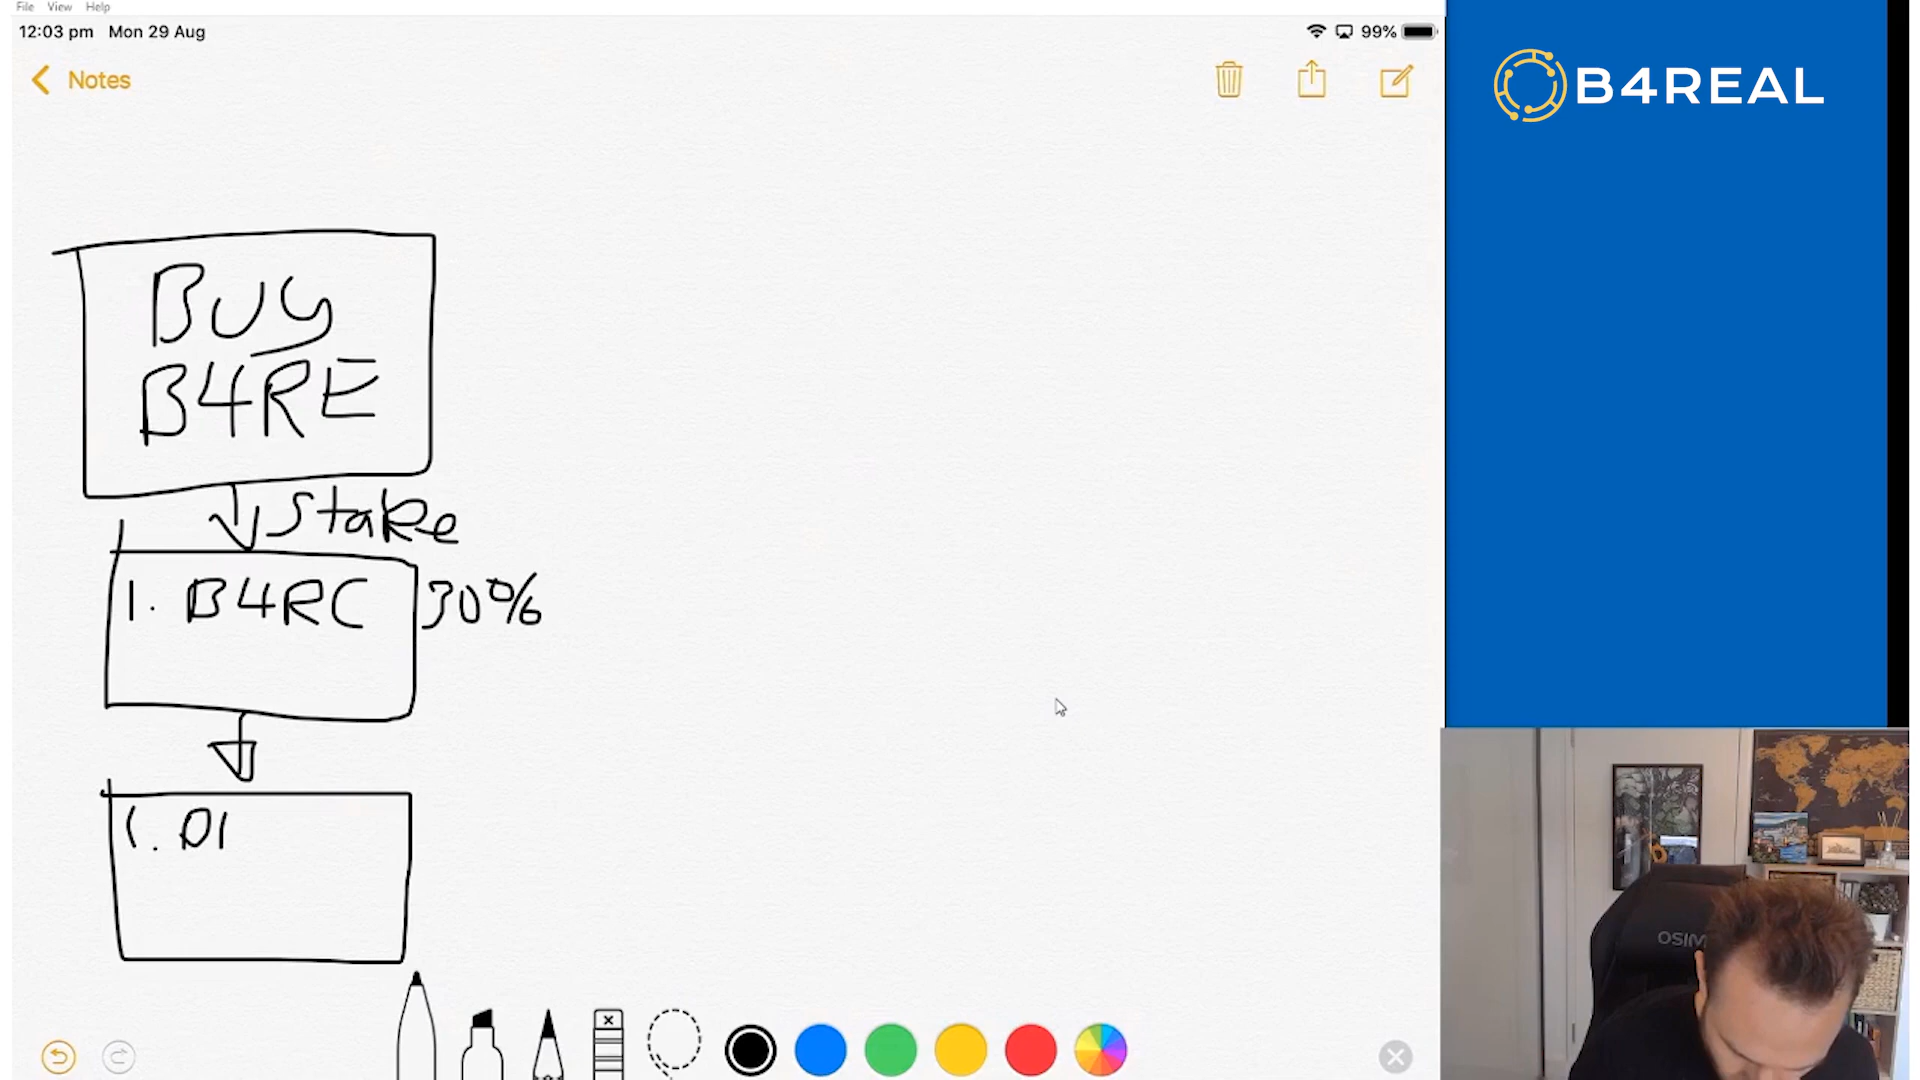 File View Help
12:03 pm Mon 29 Aug 99%
Notes
B4REAL
BUY
B4RE
Stake
1. B4RC 30%
1. DI
OSIM